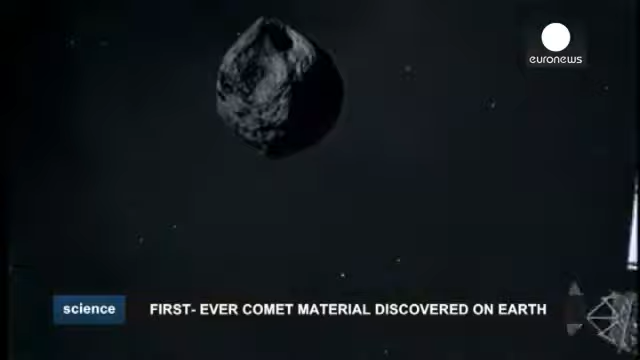 euronews
science
FIRST- EVER COMET MATERIAL DISCOVERED ON EARTH